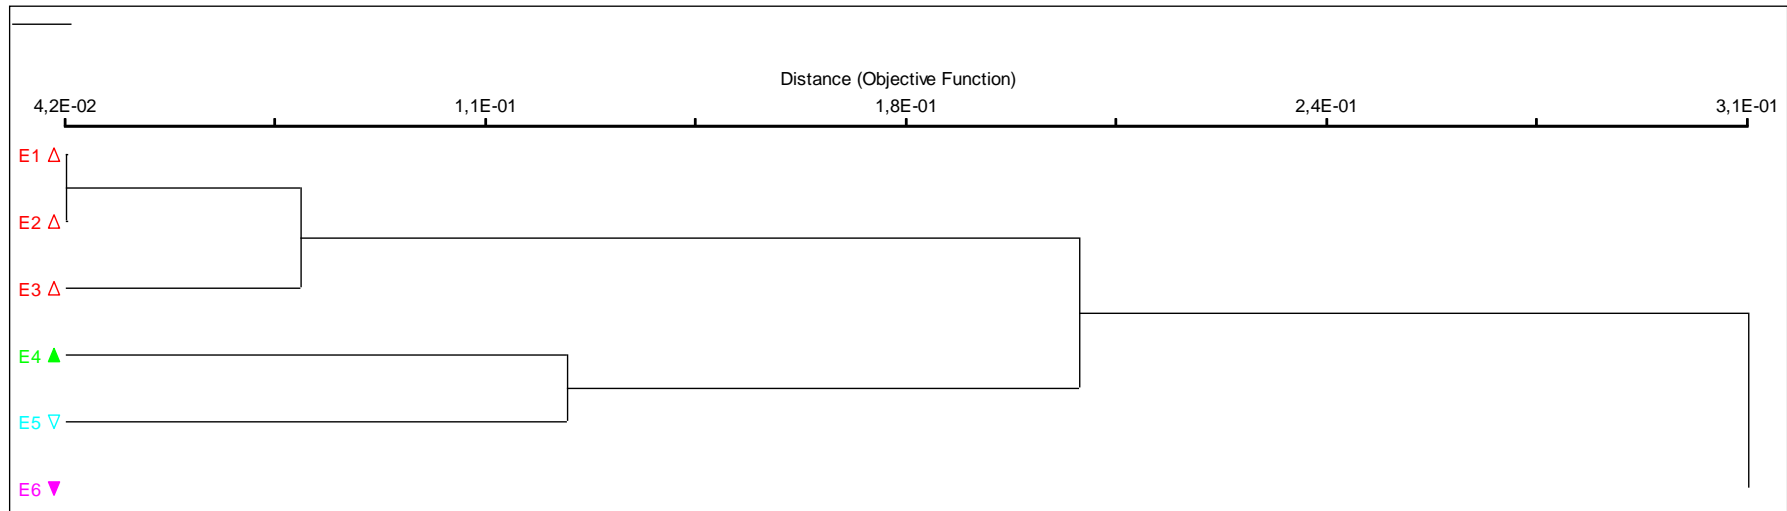 Distance (Objective Function)
4,2E-02 1,1E-01 1,8E-01 2,4E-01 3,1E-01
E1
E2
E3
E4
E5
E6